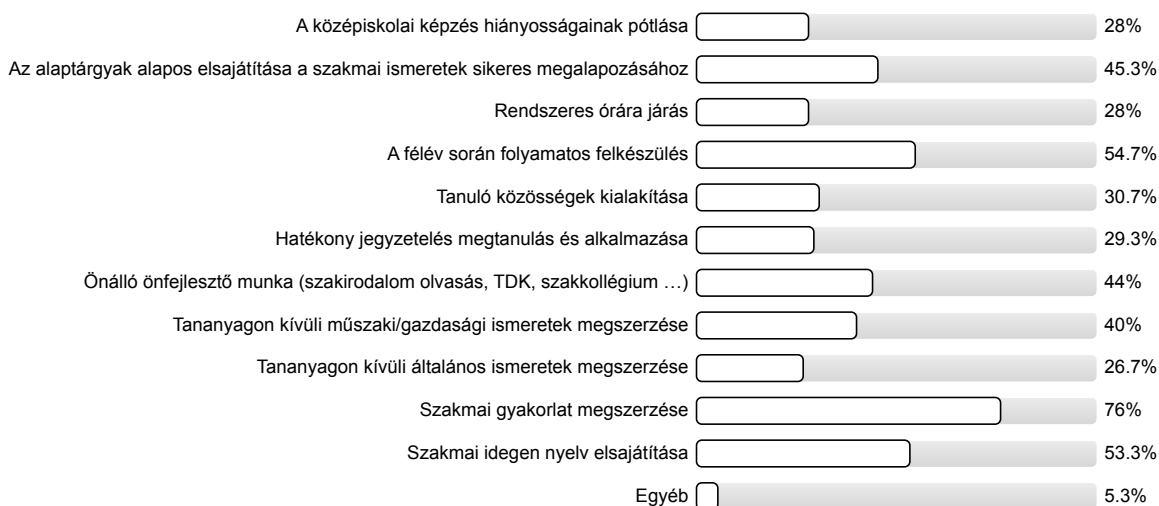 A középiskolai képzés hiányosságainak pótlása 28%
Az alaptárgyak alapos elsajátítása a szakmai ismeretek sikeres megalapozásához 45.3%
Rendszeres órára járás 28%
A félév során folyamatos felkészülés 54.7%
Tanuló közösségek kialakítása 30.7%
Hatékony jegyzetelés megtanulás és alkalmazása 29.3%
Önálló önfejlesztő munka (szakirodalom olvasás, TDK, szakkollégium …) 44%
Tananyagon kívüli műszaki/gazdasági ismeretek megszerzése 40%
Tananyagon kívüli általános ismeretek megszerzése 26.7%
Szakmai gyakorlat megszerzése 76%
Szakmai idegen nyelv elsajátítása 53.3%
Egyéb 5.3%